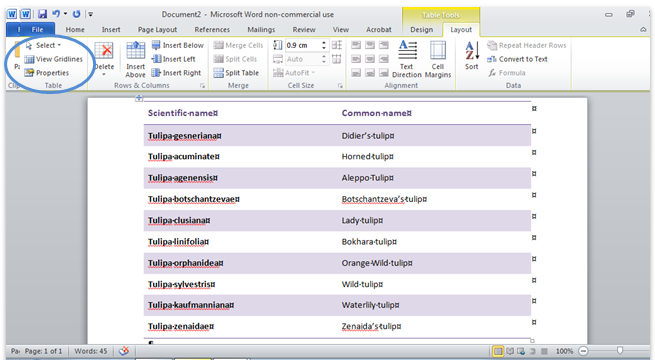 Document2 - Microsoft Word non-commercial use
Table Tools
File Home Insert Page Layout References Mailings Review View Acrobat Design Layout
Select
View Gridlines
Properties
Table
Delete
Insert Above
Insert Below
Insert Left
Insert Right
Rows & Columns
Merge Cells
Split Cells
Split Table
Merge
0.9 cm
Auto
AutoFit
Cell Size
Text Direction
Cell Margins
Alignment
Sort
Repeat Header Rows
Convert to Text
Formula
Data
Scientific·name¤ Common·name¤ ¤
Tulipa·gesneriana¤ Didier's·tulip¤ ¤
Tulipa·acuminate¤ Horned·tulip¤ ¤
Tulipa·agenensis¤ Aleppo·Tulip¤ ¤
Tulipa·botschantzevae¤ Botschantzeva's·tulip¤ ¤
Tulipa·clusiana¤ Lady·tulip¤ ¤
Tulipa·linifolia¤ Bokhara·tulip¤ ¤
Tulipa·orphanidea¤ Orange·Wild·tulip¤ ¤
Tulipa·sylvestris¤ Wild·tulip¤ ¤
Tulipa·kaufmanniana¤ Waterlily·tulip¤ ¤
Tulipa·zenaidae¤ Zenaida's·tulip¤ ¤
¶
Page: 1 of 1 Words: 45 100%